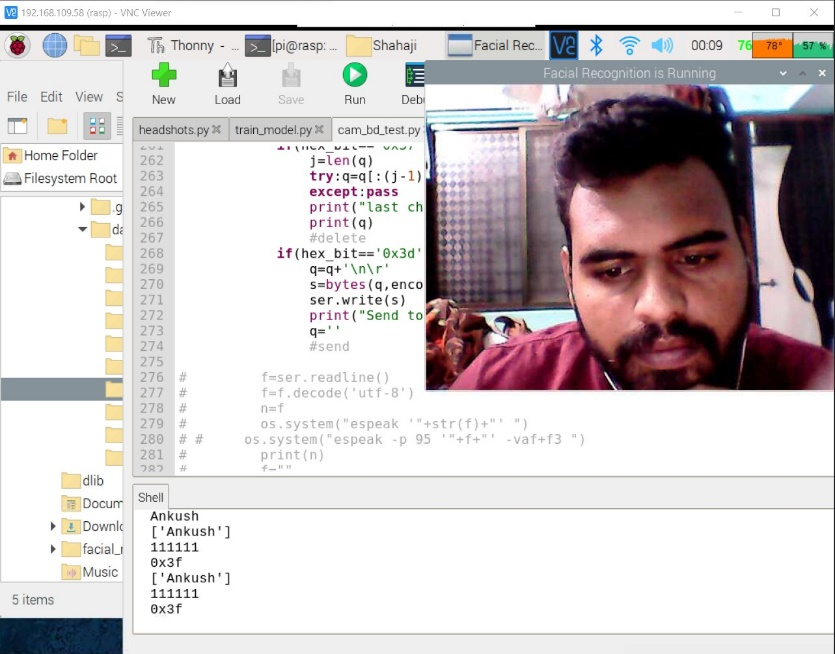 192.168.109.58 (rasp) - VNC Viewer
Thonny - ...
[pi@rasp: ...
Shahaji
Facial Rec...
00:09
76
78°
57 %
File Edit View S
New Load Save Run Debu
Facial Recognition is Running
headshots.py
train_model.py
cam_bd_test.py
Home Folder
Filesystem Root
.g
da
dlib
Docum
Downlo
facial_r
Music
5 items
262 j=len(q)
263 try:q=q[:(j-1)
264 except:pass
265 print("last ch
266 print(q)
267 #delete
268 if(hex_bit=='0x3d'
269 q=q+'\n\r'
270 s=bytes(q,enco
271 ser.write(s)
272 print("Send to
273 q=''
274 #send
275
276 # f=ser.readline()
277 # f=f.decode('utf-8')
278 # n=f
279 # os.system("espeak '"+str(f)+"' ")
280 # # os.system("espeak -p 95 '"+f+"' -vaf+f3 ")
281 # print(n)
282 # f=""
Shell
Ankush
['Ankush']
111111
0x3f
['Ankush']
111111
0x3f